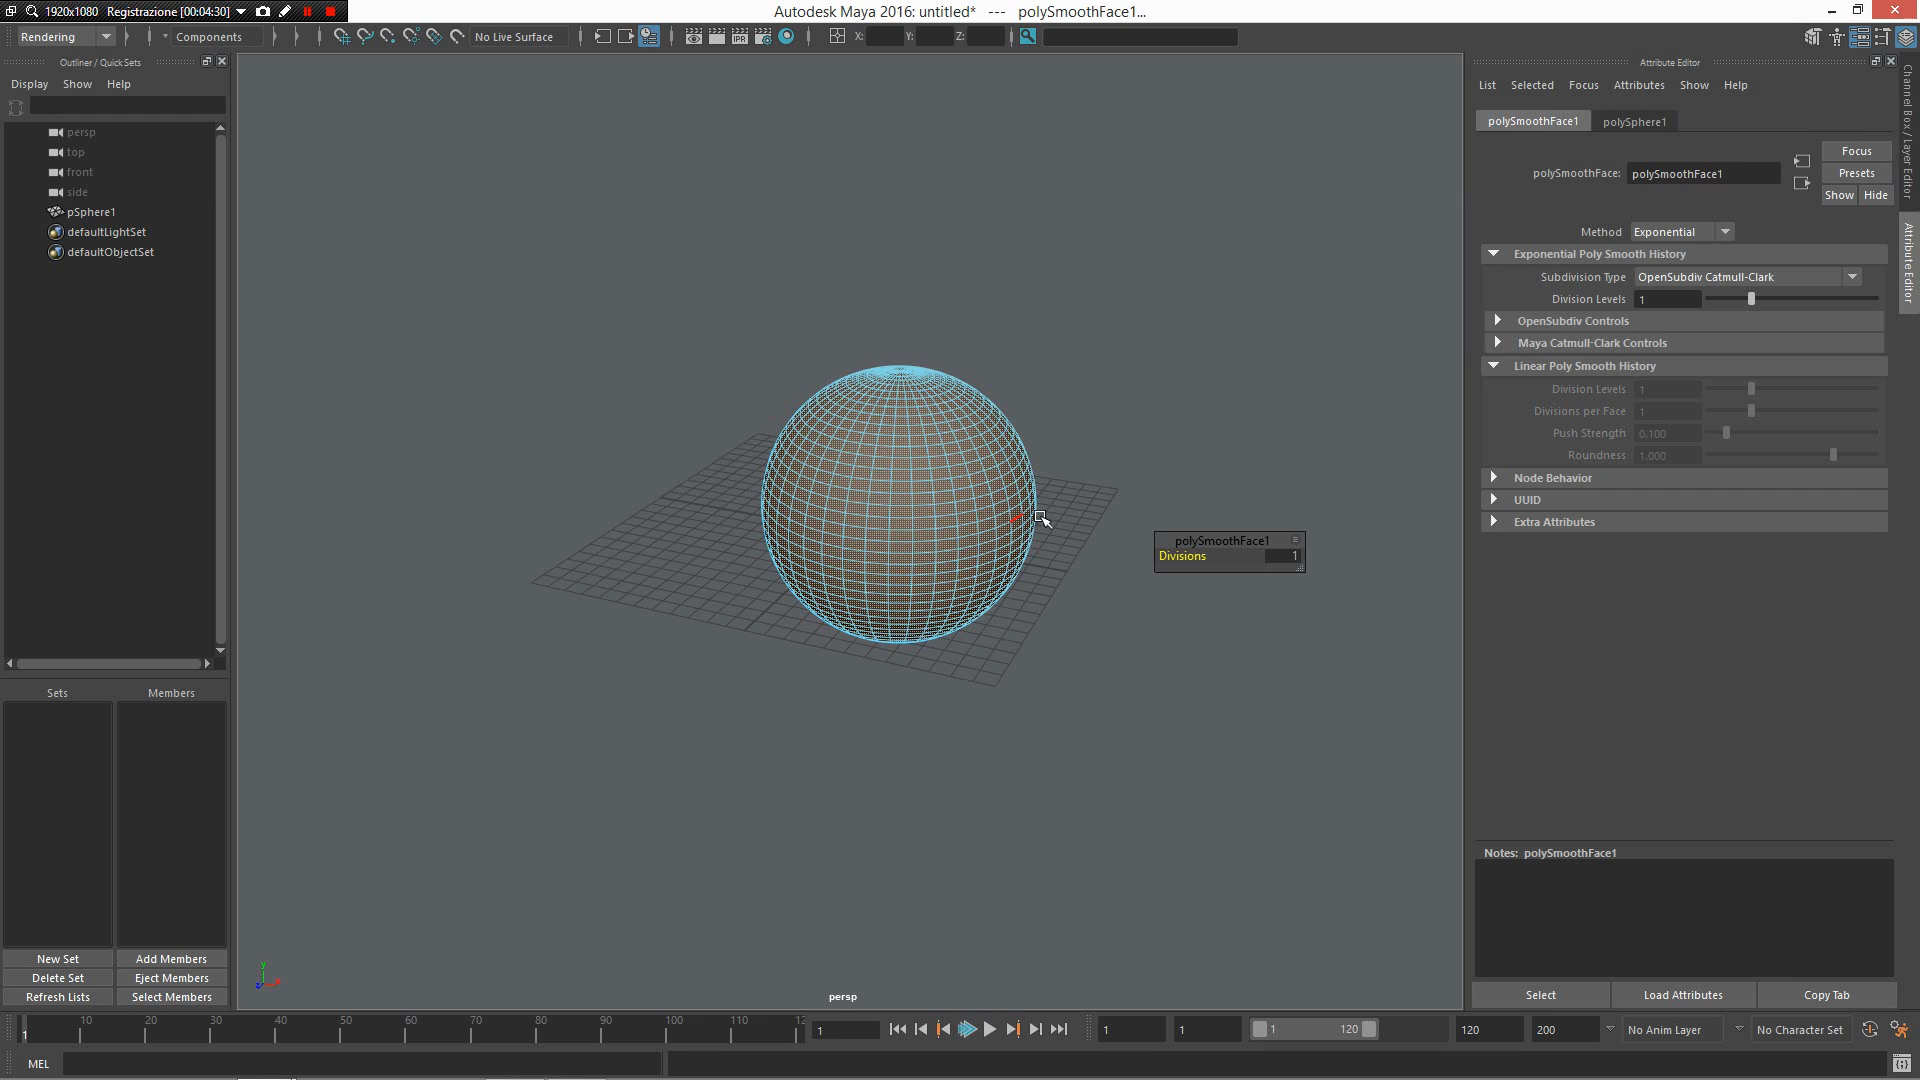 1920x1080 Registrazione [00:04:30]
Autodesk Maya 2016: untitled* --- polySmoothFace1...
Rendering
Components
No Live Surface
IPR
X:
Y:
Z:
Outliner / Quick Sets
Display Show Help
persp
top
front
side
pSphere1
defaultLightSet
defaultObjectSet
Sets
Members
New Set
Add Members
Delete Set
Eject Members
Refresh Lists
Select Members
polySmoothFace1
Divisions 1
y
persp
Attribute Editor
List Selected Focus Attributes Show Help
polySmoothFace1 polySphere1
polySmoothFace: polySmoothFace1
Focus
Presets
Show Hide
Method Exponential
Exponential Poly Smooth History
Subdivision Type OpenSubdiv Catmull-Clark
Division Levels 1
OpenSubdiv Controls
Maya Catmull-Clark Controls
Linear Poly Smooth History
Division Levels 1
Divisions per Face 1
Push Strength 0.100
Roundness 1.000
Node Behavior
UUID
Extra Attributes
Notes: polySmoothFace1
Select Load Attributes Copy Tab
Channel Box / Layer Editor
Attribute Editor
1 10 20 30 40 50 60 70 80 90 100 110 12
1
1
1
1 120
120
200
No Anim Layer
No Character Set
MEL